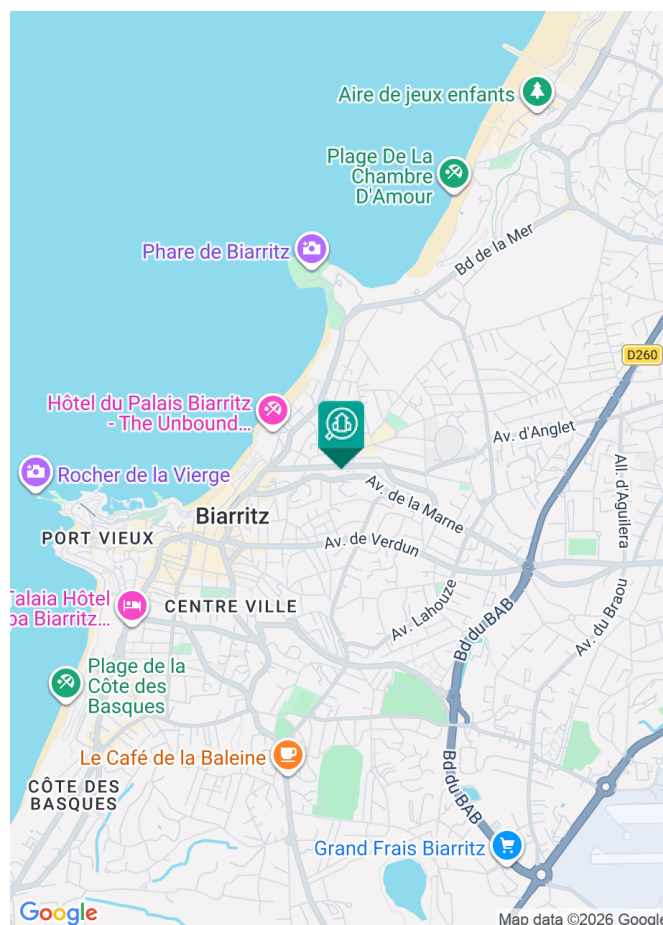 Aire de jeux enfants
Plage De La
Chambre
D'Amour
Bd de la Mer
Phare de Biarritz
D260
Hôtel du Palais Biarritz
- The Unbound...
Av. d'Anglet
Rocher de la Vierge
All. d'Aguilera
Av. de la Marne
Biarritz
PORT VIEUX
Av. de Verdun
Talaia Hôtel
pa Biarritz...
CENTRE VILLE
Av. Lahouze
Bd du BAB
Av. du Braou
Plage de la
Côte des
Basques
Le Café de la Baleine
Bd du BAB
CÔTE DES
BASQUES
Grand Frais Biarritz
Google
Map data ©2026 Google